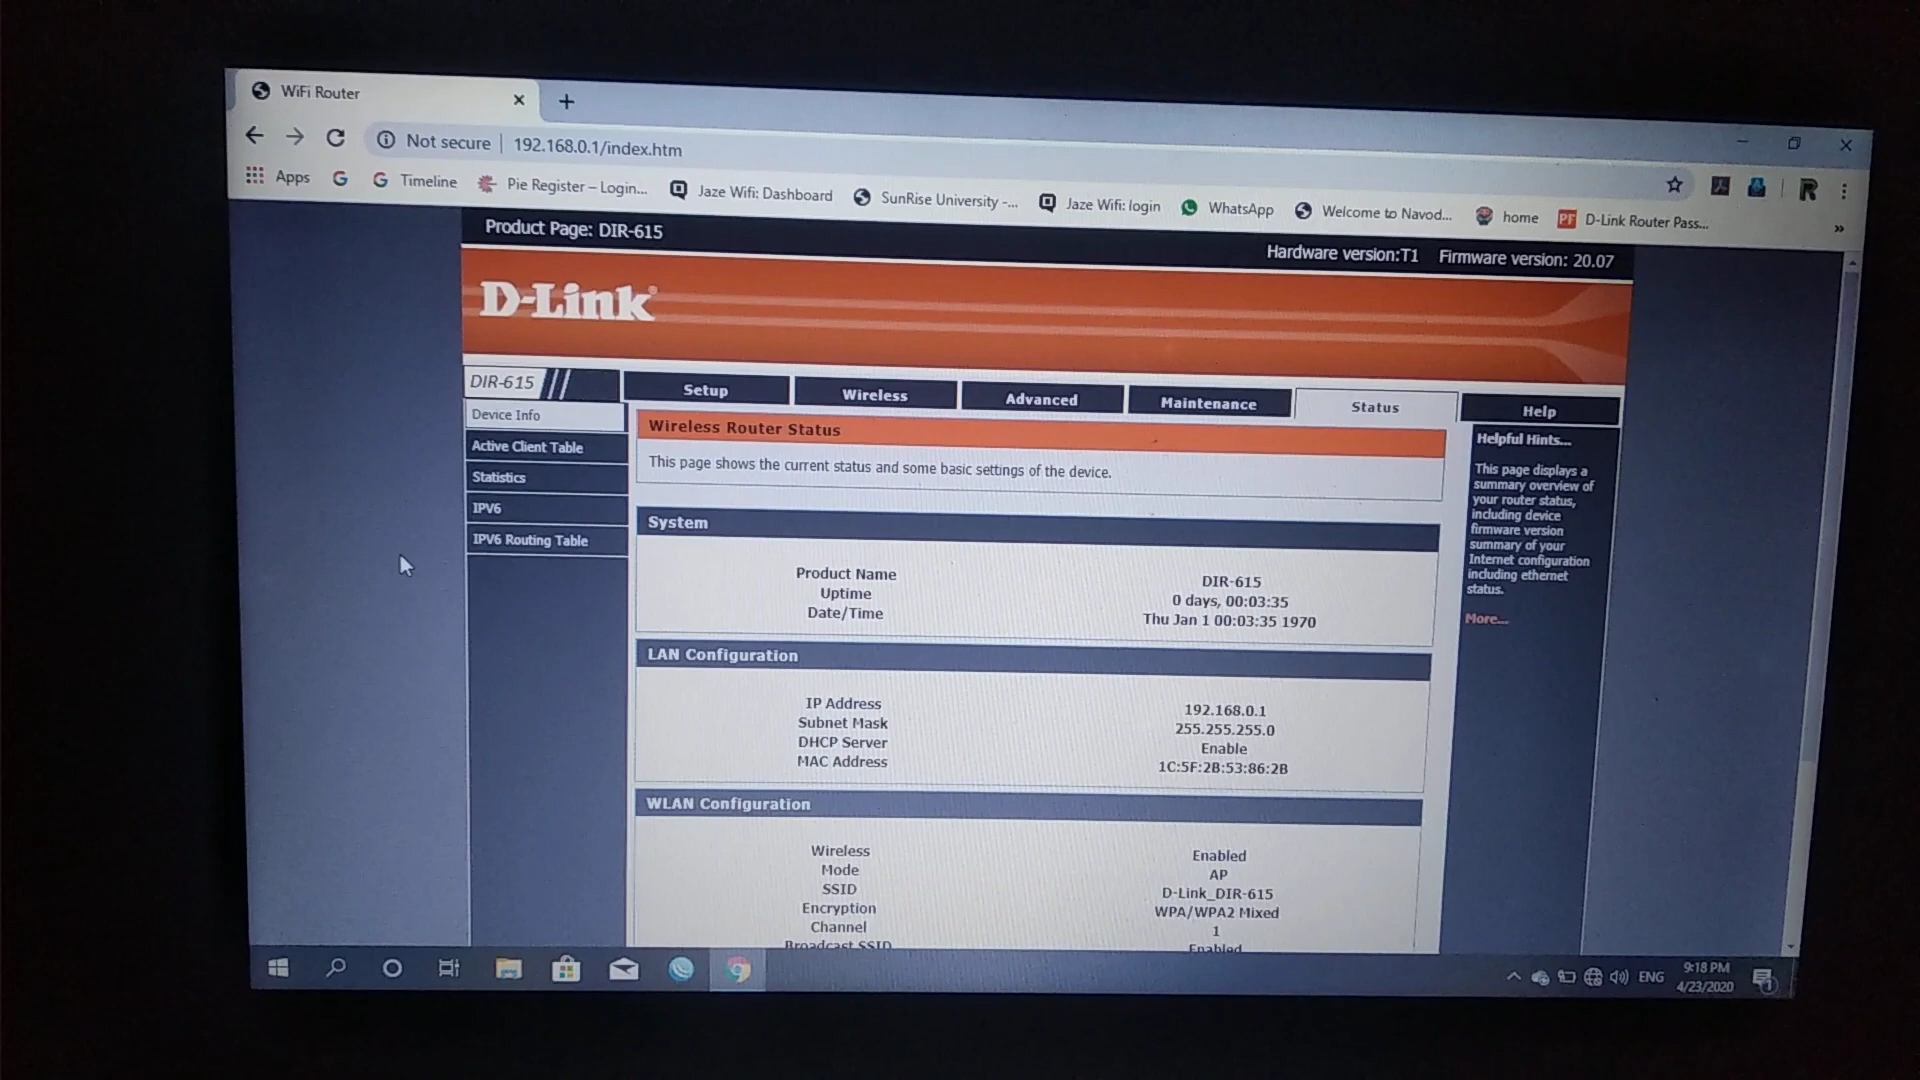 WiFi Router
Not secure | 192.168.0.1/index.htm
Apps Timeline Pie Register – Login... Jaze Wifi: Dashboard SunRise University -... Jaze Wifi: login WhatsApp Welcome to Navod... home D-Link Router Pass... »
Product Page: DIR-615
Hardware version:T1 Firmware version: 20.07
D-Link
DIR-615
Setup Wireless Advanced Maintenance Status Help
Device Info
Active Client Table
Statistics
IPV6
IPV6 Routing Table
Wireless Router Status
This page shows the current status and some basic settings of the device.
System
Product Name DIR-615
Uptime 0 days, 00:03:35
Date/Time Thu Jan 1 00:03:35 1970
LAN Configuration
IP Address 192.168.0.1
Subnet Mask 255.255.255.0
DHCP Server Enable
MAC Address 1C:5F:2B:53:86:2B
WLAN Configuration
Wireless Enabled
Mode AP
SSID D-Link_DIR-615
Encryption WPA/WPA2 Mixed
Channel 1
Broadcast SSID Enabled
Helpful Hints...
This page displays a
summary overview of
your router status,
including device
firmware version
summary of your
Internet configuration
including ethernet
status.
More...
ENG
9:18 PM
4/23/2020
1